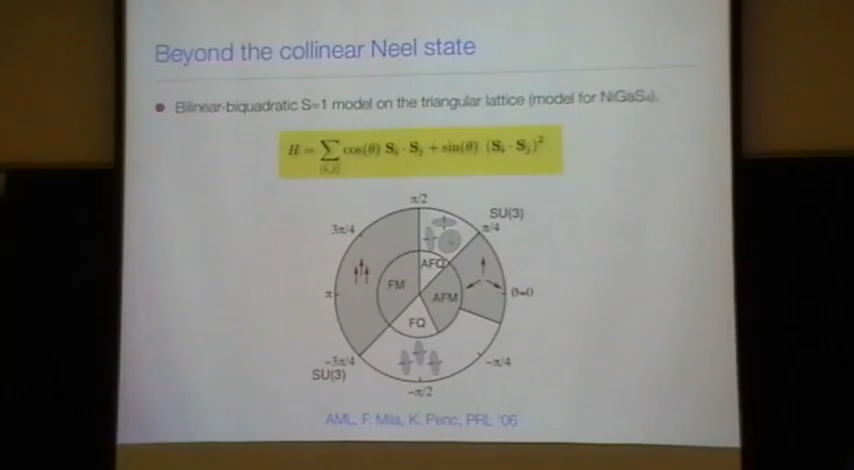 Beyond the collinear Neel state
• Bilinear-biquadratic S=1 model on the triangular lattice (model for NiGaS₄).
H = ∑⟨i,j⟩ cos(θ) Sᵢ · Sⱼ + sin(θ) (Sᵢ · Sⱼ)²
π/2
3π/4
SU(3)
π/4
AFQ
FM
π
AFM
θ=0
FQ
−3π/4
SU(3)
−π/4
−π/2
AML, F. Mila, K. Penc, PRL '06